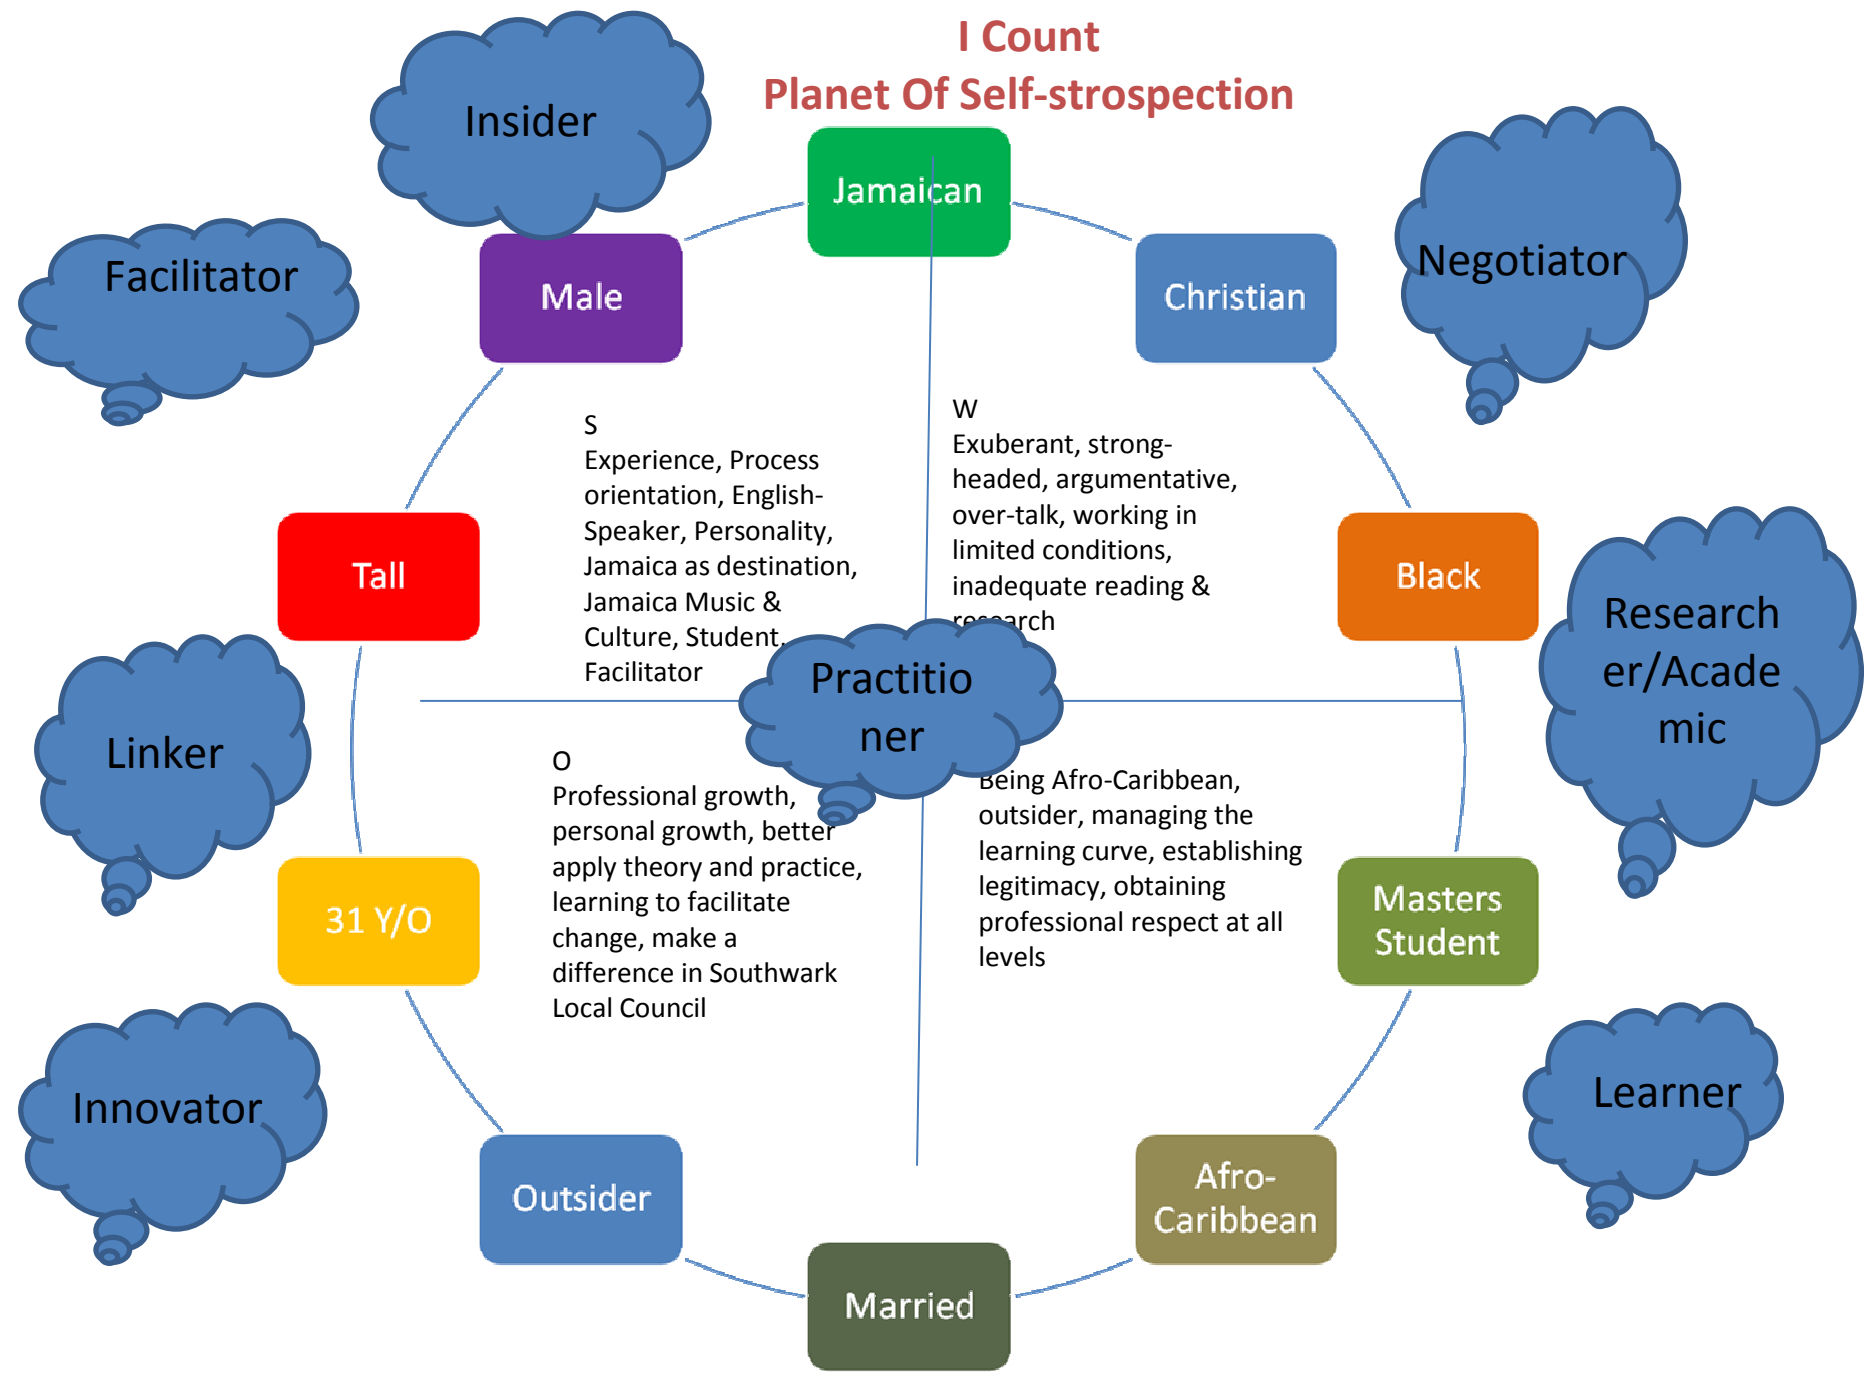 I Count
Planet Of Self-strospection
Insider
Jamaican
Negotiator
Facilitator
Male
Christian
S
Experience, Process
orientation, English-
Speaker, Personality,
Jamaica as destination,
Jamaica Music &
Culture, Student,
Facilitator
W
Exuberant, strong-
headed, argumentative,
over-talk, working in
limited conditions,
inadequate reading &
research
Tall
Black
Research
er/Acade
mic
Practitio
ner
Linker
O
Professional growth,
personal growth, better
apply theory and practice,
learning to facilitate
change, make a
difference in Southwark
Local Council
Being Afro-Caribbean,
outsider, managing the
learning curve, establishing
legitimacy, obtaining
professional respect at all
levels
31 Y/O
Masters
Student
Innovator
Learner
Outsider
Afro-
Caribbean
Married